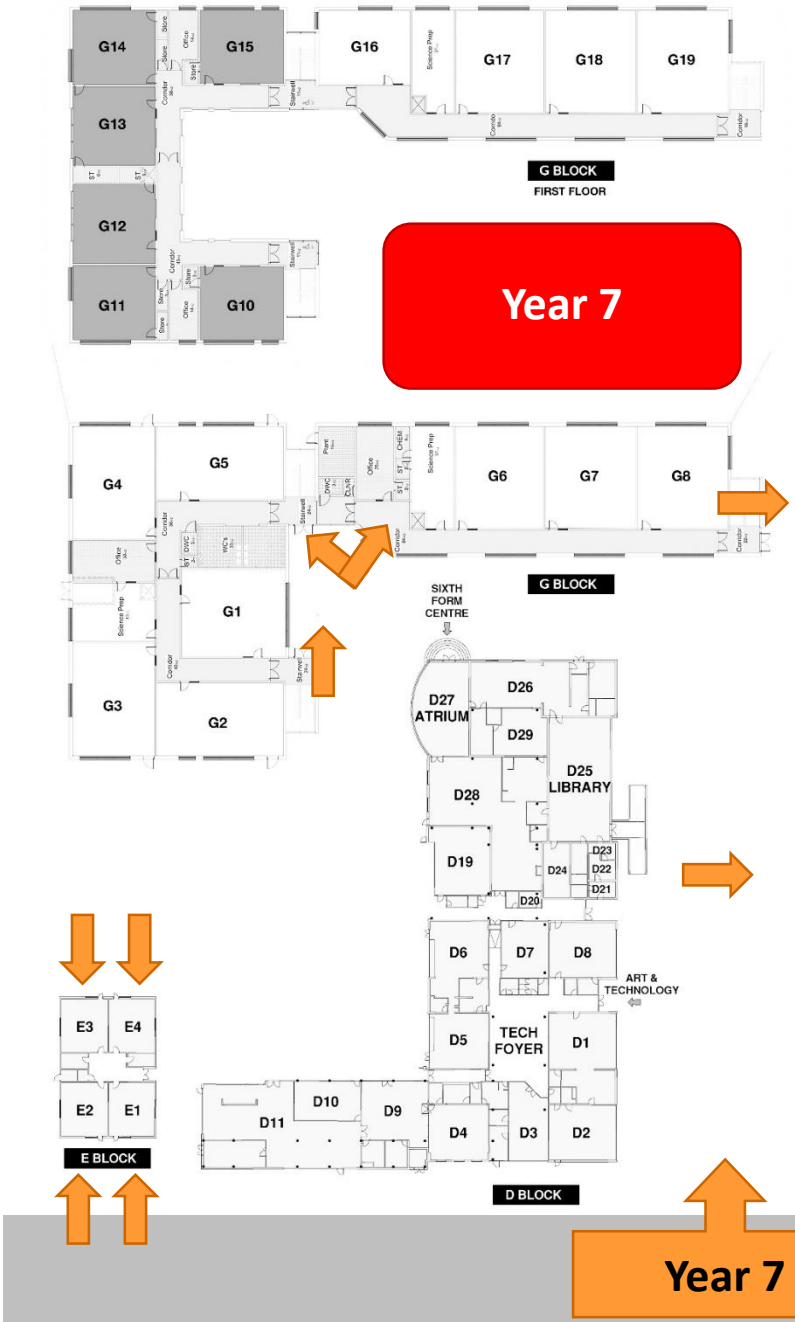 G14
Store
Store
Office
G15
Store
G16
Science Prep
G17
G18
G19
Corridor
Stairwell
G13
Corridor
Corridor
ST
ST
G BLOCK
FIRST FLOOR
G12
Corridor
Stairwell
G11
Store
Store
Office
Store
G10
Year 7
G4
G5
Plant
Office
CHEM
ST
ST
Science Prep
G6
G7
G8
DWC
CLNR
Stairwell
Corridor
Corridor
Corridor
Office
DWC
ST
WC's
G BLOCK
Science Prep
G1
SIXTH
FORM
CENTRE
Corridor
Stairwell
G3
G2
D27
ATRIUM
D26
D29
D25
LIBRARY
D28
D19
D24
D23
D22
D21
D20
D6
D7
D8
ART &
TECHNOLOGY
E3
E4
D5
TECH
FOYER
D1
E2
E1
D11
D10
D9
D4
D3
D2
E BLOCK
D BLOCK
Year 7